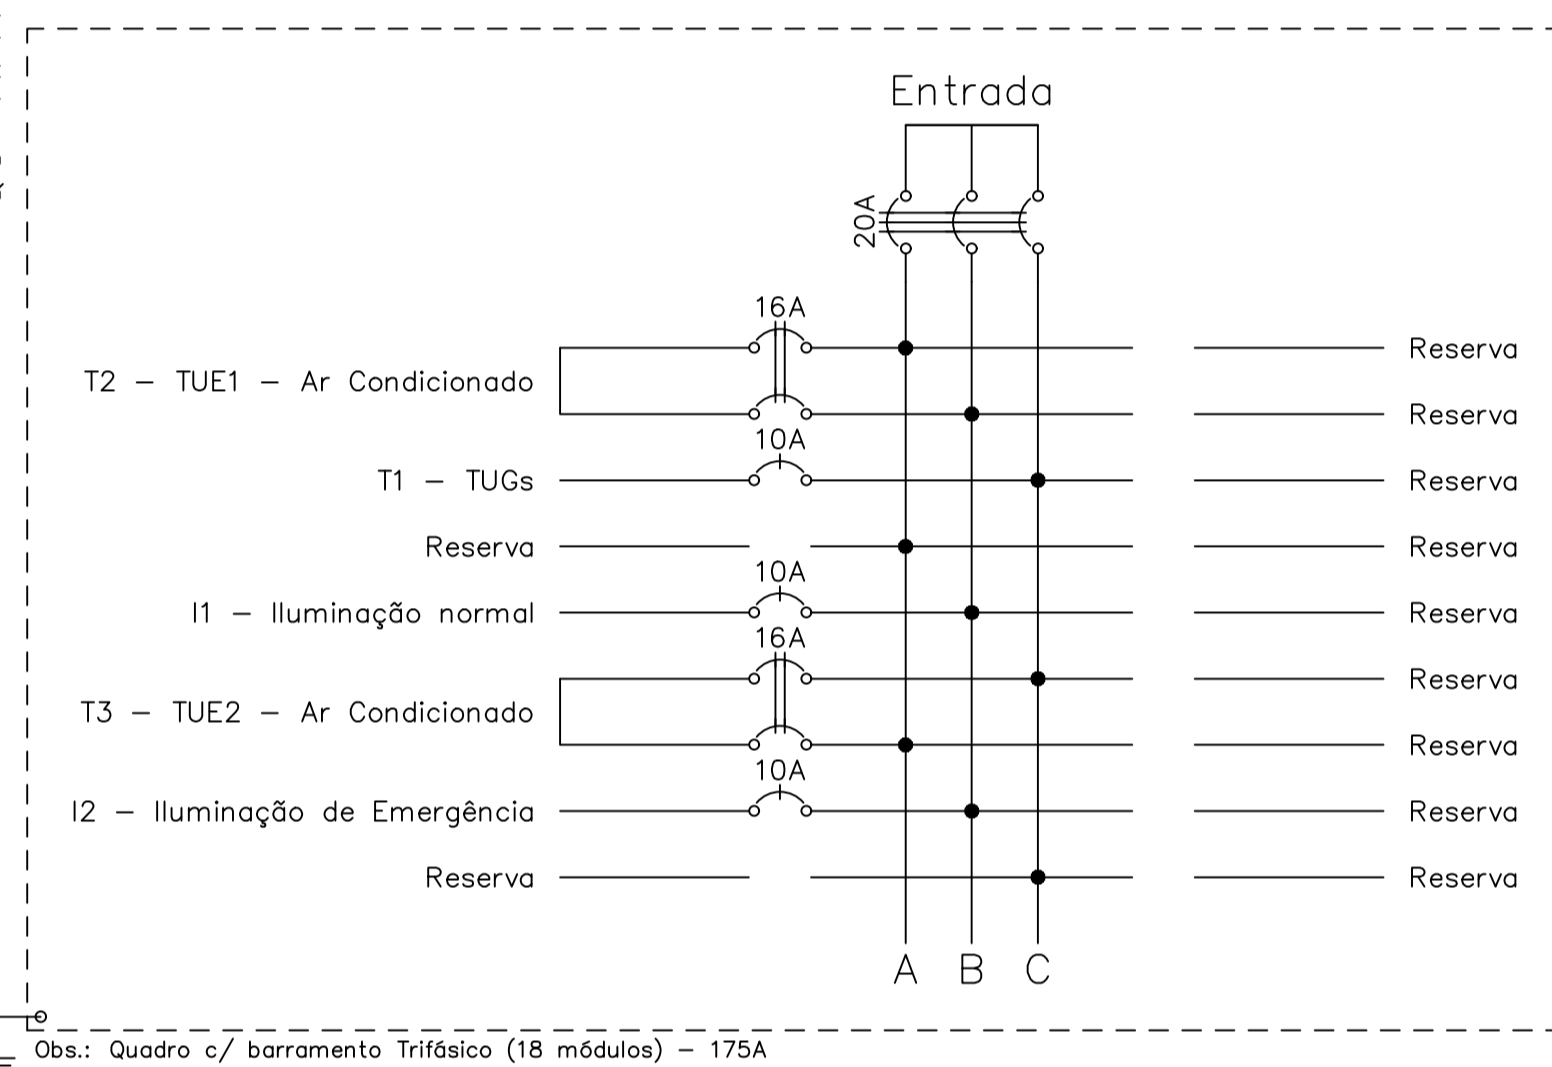 Entrada
20A
16A
T2 – TUE1 – Ar Condicionado
Reserva
Reserva
10A
T1 – TUGs
Reserva
Reserva
Reserva
10A
I1 – Iluminação normal
Reserva
16A
T3 – TUE2 – Ar Condicionado
Reserva
Reserva
10A
I2 – Iluminação de Emergência
Reserva
Reserva
Reserva
A B C
Obs.: Quadro c/ barramento Trifásico (18 módulos) – 175A